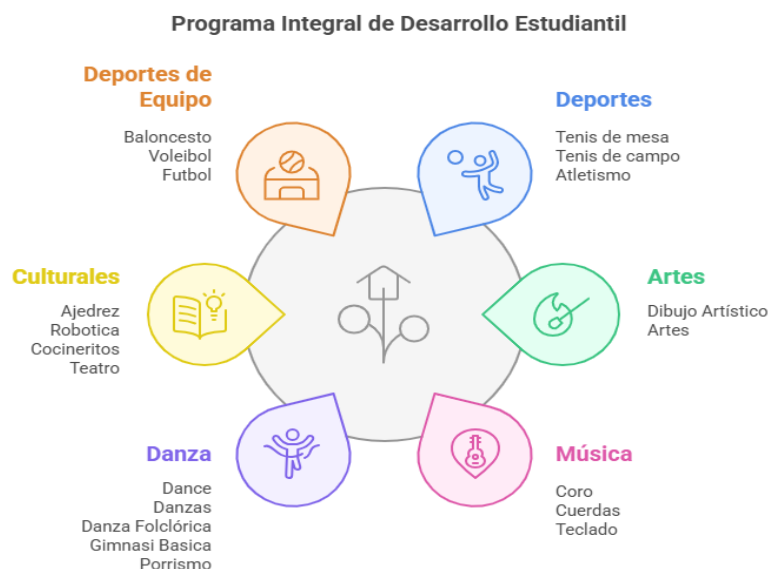 Programa Integral de Desarrollo Estudiantil
Deportes de
Equipo
Baloncesto
Voleibol
Futbol
Deportes
Tenis de mesa
Tenis de campo
Atletismo
Culturales
Ajedrez
Robotica
Cocineritos
Teatro
Artes
Dibujo Artístico
Artes
Danza
Dance
Danzas
Danza Folclórica
Gimnasi Basica
Porrismo
Música
Coro
Cuerdas
Teclado